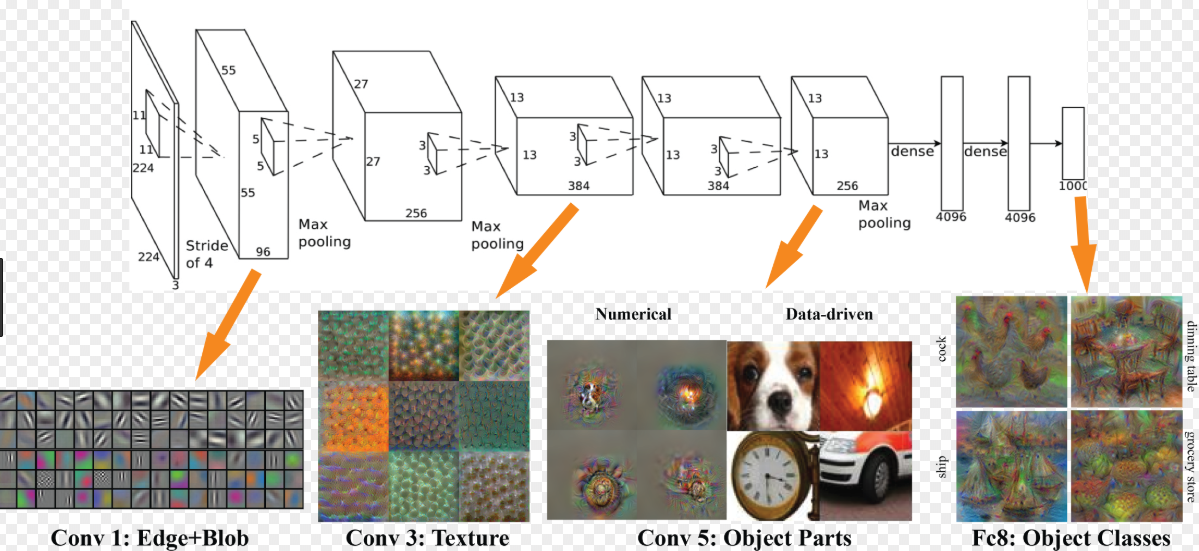 11
11
224
224
3
Stride
of 4
55
55
5
5
96
Max
pooling
27
27
3
3
256
Max
pooling
13
13
3
3
384
13
13
3
3
384
13
13
256
Max
pooling
dense
4096
dense
4096
1000
Numerical
Data-driven
cock
dinning table
ship
grocery store
Conv 1: Edge+Blob
Conv 3: Texture
Conv 5: Object Parts
Fc8: Object Classes